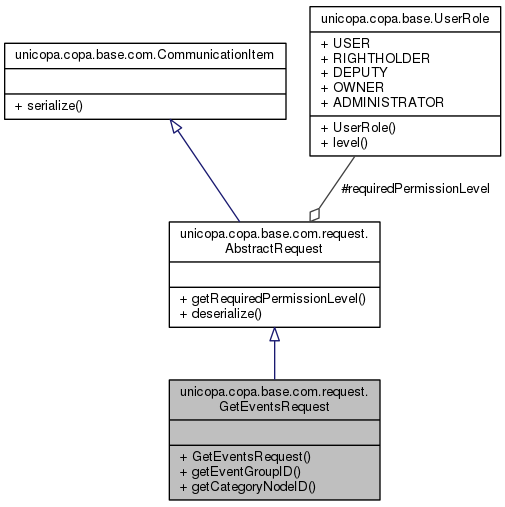 unicopa.copa.base.UserRole
+ USER
+ RIGHTHOLDER
+ DEPUTY
+ OWNER
+ ADMINISTRATOR
+ UserRole()
+ level()
unicopa.copa.base.com.CommunicationItem
+ serialize()
#requiredPermissionLevel
unicopa.copa.base.com.request.
AbstractRequest
+ getRequiredPermissionLevel()
+ deserialize()
unicopa.copa.base.com.request.
GetEventsRequest
+ GetEventsRequest()
+ getEventGroupID()
+ getCategoryNodeID()